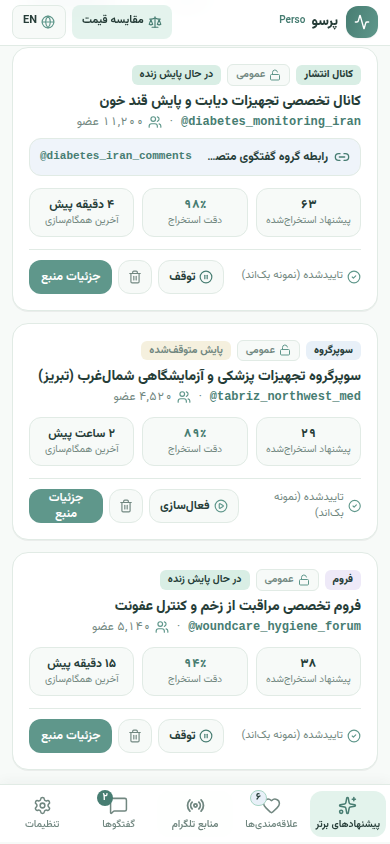 پرسو Perso
مقایسه قیمت
EN
کانال انتشار
عمومی
در حال پایش زنده
کانال تخصصی تجهیزات دیابت و پایش قند خون
@diabetes_monitoring_iran · ۱۱,۲۰۰ عضو
رابطه گروه گفتگوی متصـ... @diabetes_iran_comments
۶۳
پیشنهاد استخراج‌شده
۹۸٪
دقت استخراج
۴ دقیقه پیش
آخرین همگام‌سازی
تاییدشده (نمونه بک‌اند)
توقف
جزئیات منبع
سوپرگروه
عمومی
پایش متوقف‌شده
سوپرگروه تجهیزات پزشکی و آزمایشگاهی شمال‌غرب (تبریز)
@tabriz_northwest_med · ۴,۵۲۰ عضو
۲۹
پیشنهاد استخراج‌شده
۸۹٪
دقت استخراج
۲ ساعت پیش
آخرین همگام‌سازی
تاییدشده (نمونه
بک‌اند)
فعال‌سازی
جزئیات
منبع
فروم
عمومی
در حال پایش زنده
فروم تخصصی مراقبت از زخم و کنترل عفونت
@woundcare_hygiene_forum · ۵,۱۴۰ عضو
۳۸
پیشنهاد استخراج‌شده
۹۴٪
دقت استخراج
۱۵ دقیقه پیش
آخرین همگام‌سازی
تاییدشده (نمونه بک‌اند)
توقف
جزئیات منبع
پیشنهادهای برتر
۶
علاقه‌مندی‌ها
منابع تلگرام
۲
گفتگوها
تنظیمات